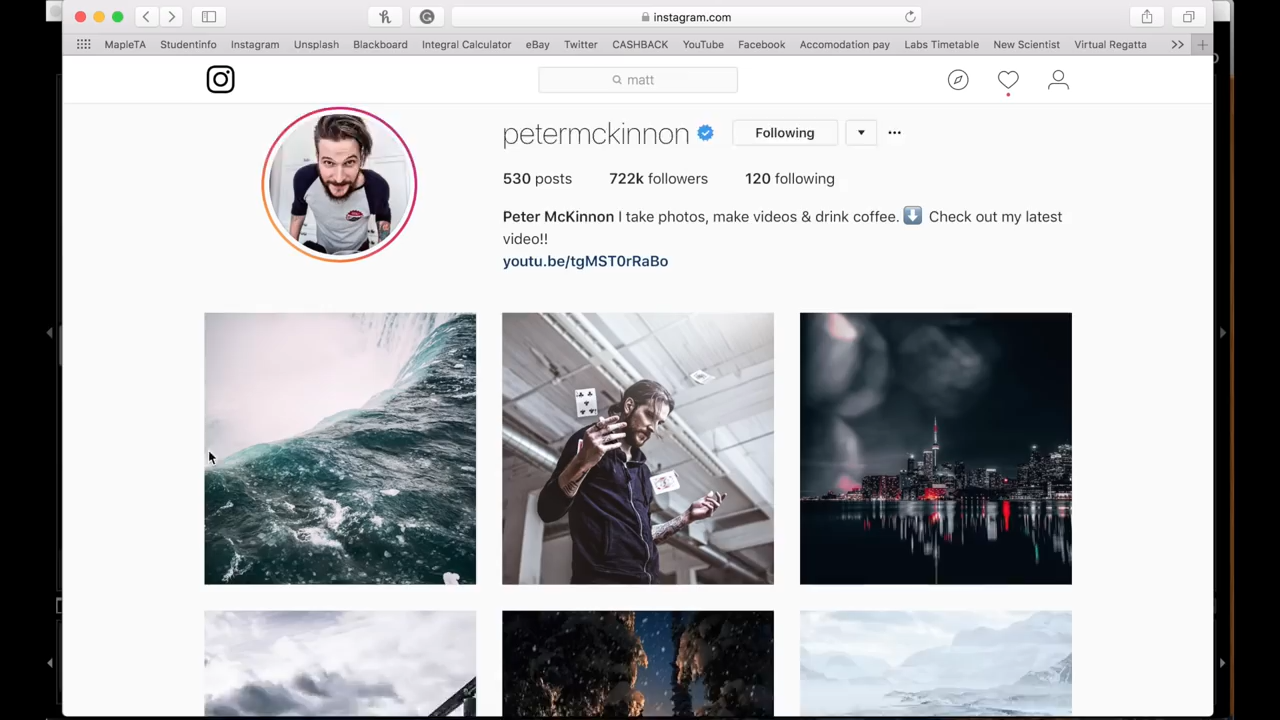 instagram.com
MapleTA Studentinfo Instagram Unsplash Blackboard Integral Calculator eBay Twitter CASHBACK YouTube Facebook Accomodation pay Labs Timetable New Scientist Virtual Regatta >>
matt
petermckinnon Following
530 posts 722k followers 120 following
Peter McKinnon I take photos, make videos & drink coffee. ⬇️ Check out my latest
video!!
youtu.be/tgMST0rRaBo